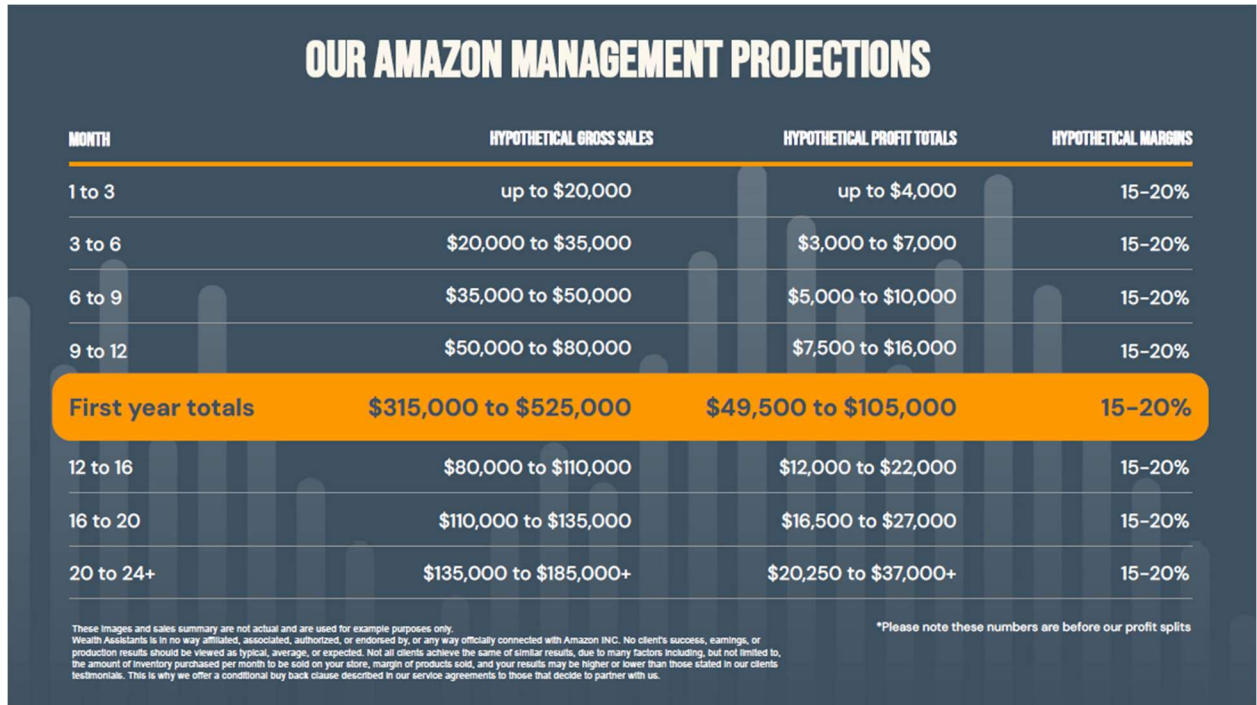 OUR AMAZON MANAGEMENT PROJECTIONS
MONTH HYPOTHETICAL GROSS SALES HYPOTHETICAL PROFIT TOTALS HYPOTHETICAL MARGINS
1 to 3 up to $20,000 up to $4,000 15-20%
3 to 6 $20,000 to $35,000 $3,000 to $7,000 15-20%
6 to 9 $35,000 to $50,000 $5,000 to $10,000 15-20%
9 to 12 $50,000 to $80,000 $7,500 to $16,000 15-20%
First year totals $315,000 to $525,000 $49,500 to $105,000 15-20%
12 to 16 $80,000 to $110,000 $12,000 to $22,000 15-20%
16 to 20 $110,000 to $135,000 $16,500 to $27,000 15-20%
20 to 24+ $135,000 to $185,000+ $20,250 to $37,000+ 15-20%
These images and sales summary are not actual and are used for example purposes only.
Wealth Assistants is in no way affiliated, associated, authorized, or endorsed by, or any way officially connected with Amazon INC. No client's success, earnings, or
production results should be viewed as typical, average, or expected. Not all clients achieve the same of similar results, due to many factors including, but not limited to,
the amount of inventory purchased per month to be sold on your store, margin of products sold, and your results may be higher or lower than those stated in our clients
testimonials. This is why we offer a conditional buy back clause described in our service agreements to those that decide to partner with us.
*Please note these numbers are before our profit splits